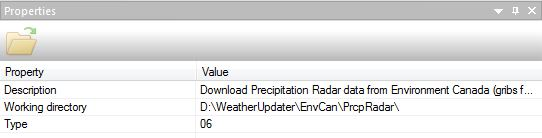 Properties
Property Value
Description Download Precipitation Radar data from Environment Canada (gribs f...
Working directory D:\WeatherUpdater\EnvCan\PrcpRadar\
Type 06